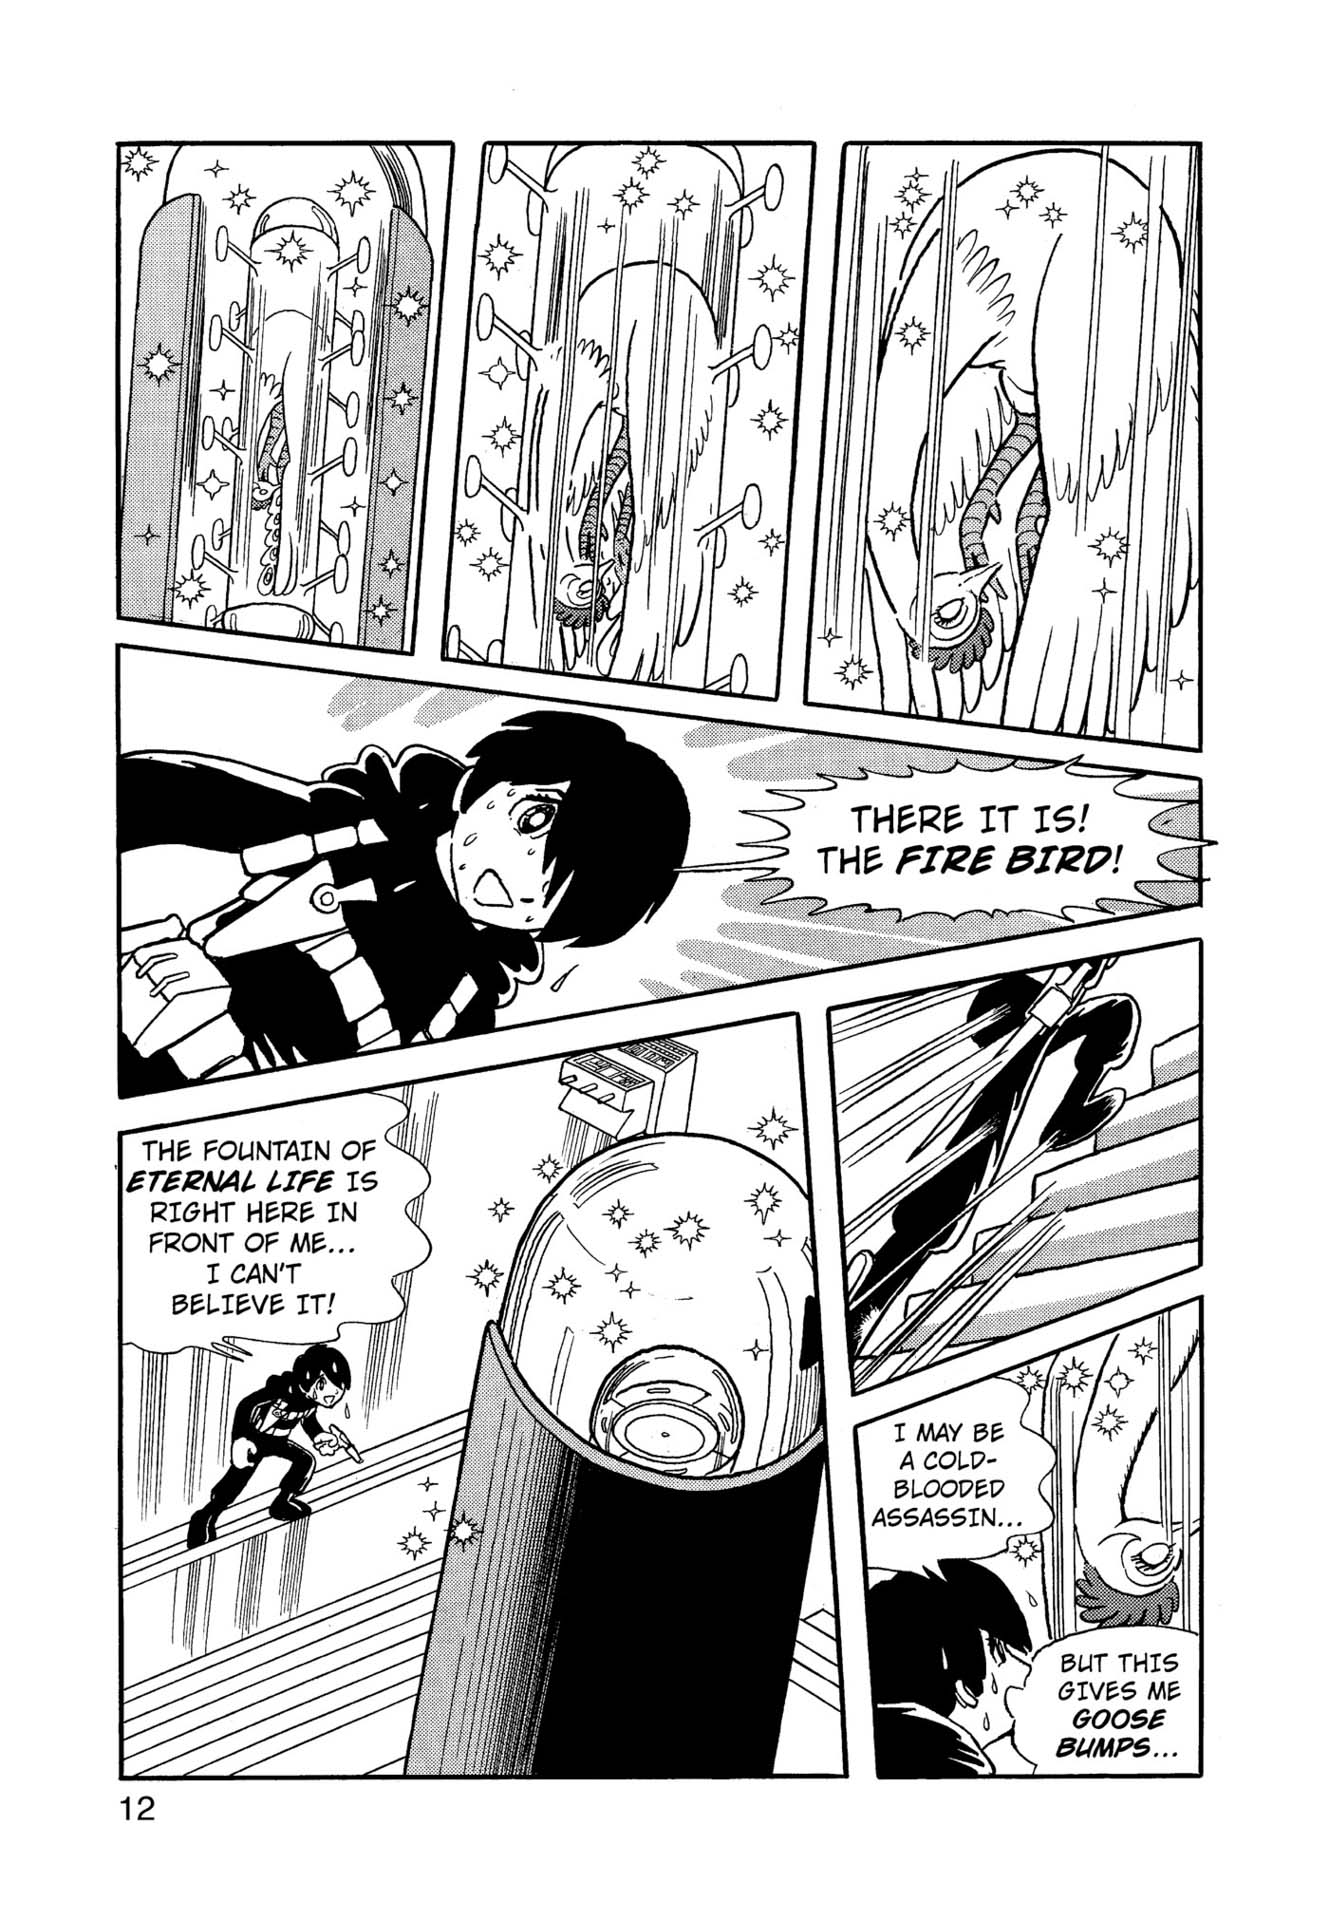 THERE IT IS!
THE FIRE BIRD!
THE FOUNTAIN OF
ETERNAL LIFE IS
RIGHT HERE IN
FRONT OF ME...
I CAN'T
BELIEVE IT!
I MAY BE
A COLD-
BLOODED
ASSASSIN...
BUT THIS
GIVES ME
GOOSE
BUMPS...
12